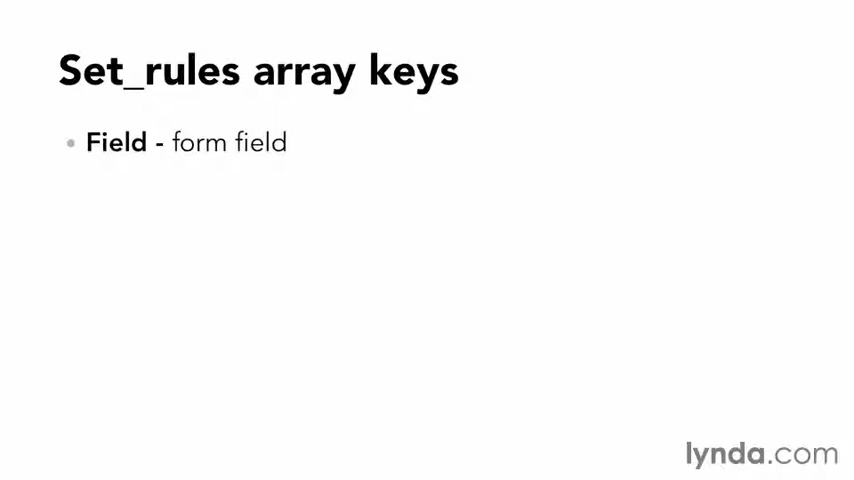 Set_rules array keys
• Field - form field
lynda.com